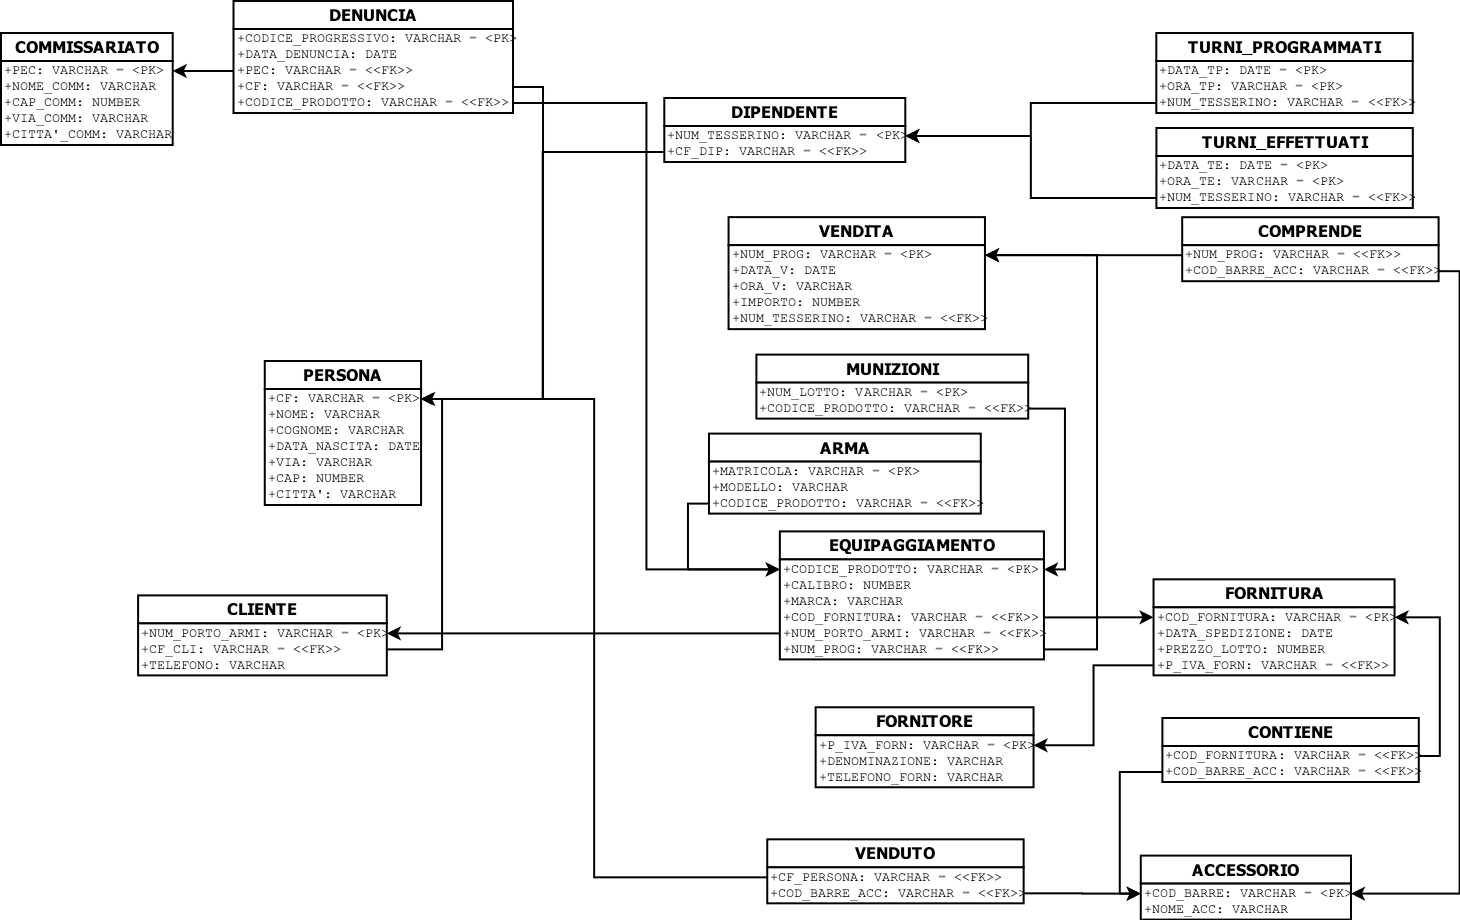 DENUNCIA
+CODICE_PROGRESSIVO: VARCHAR - <PK>
+DATA_DENUNCIA: DATE
+PEC: VARCHAR - <<FK>>
+CF: VARCHAR - <<FK>>
+CODICE_PRODOTTO: VARCHAR - <<FK>>
COMMISSARIATO
+PEC: VARCHAR - <PK>
+NOME_COMM: VARCHAR
+CAP_COMM: NUMBER
+VIA_COMM: VARCHAR
+CITTA'_COMM: VARCHAR
TURNI_PROGRAMMATI
+DATA_TP: DATE - <PK>
+ORA_TP: VARCHAR - <PK>
+NUM_TESSERINO: VARCHAR - <<FK>>
DIPENDENTE
+NUM_TESSERINO: VARCHAR - <PK>
+CF_DIP: VARCHAR - <<FK>>
TURNI_EFFETTUATI
+DATA_TE: DATE - <PK>
+ORA_TE: VARCHAR - <PK>
+NUM_TESSERINO: VARCHAR - <<FK>>
VENDITA
+NUM_PROG: VARCHAR - <PK>
+DATA_V: DATE
+ORA_V: VARCHAR
+IMPORTO: NUMBER
+NUM_TESSERINO: VARCHAR - <<FK>>
COMPRENDE
+NUM_PROG: VARCHAR - <<FK>>
+COD_BARRE_ACC: VARCHAR - <<FK>>
MUNIZIONI
+NUM_LOTTO: VARCHAR - <PK>
+CODICE_PRODOTTO: VARCHAR - <<FK>>
PERSONA
+CF: VARCHAR - <PK>
+NOME: VARCHAR
+COGNOME: VARCHAR
+DATA_NASCITA: DATE
+VIA: VARCHAR
+CAP: NUMBER
+CITTA': VARCHAR
ARMA
+MATRICOLA: VARCHAR - <PK>
+MODELLO: VARCHAR
+CODICE_PRODOTTO: VARCHAR - <<FK>>
EQUIPAGGIAMENTO
+CODICE_PRODOTTO: VARCHAR - <PK>
+CALIBRO: NUMBER
+MARCA: VARCHAR
+COD_FORNITURA: VARCHAR - <<FK>>
+NUM_PORTO_ARMI: VARCHAR - <<FK>>
+NUM_PROG: VARCHAR - <<FK>>
FORNITURA
+COD_FORNITURA: VARCHAR - <PK>
+DATA_SPEDIZIONE: DATE
+PREZZO_LOTTO: NUMBER
+P_IVA_FORN: VARCHAR - <<FK>>
CLIENTE
+NUM_PORTO_ARMI: VARCHAR - <PK>
+CF_CLI: VARCHAR - <<FK>>
+TELEFONO: VARCHAR
FORNITORE
+P_IVA_FORN: VARCHAR - <PK>
+DENOMINAZIONE: VARCHAR
+TELEFONO_FORN: VARCHAR
CONTIENE
+COD_FORNITURA: VARCHAR - <<FK>>
+COD_BARRE_ACC: VARCHAR - <<FK>>
VENDUTO
+CF_PERSONA: VARCHAR - <<FK>>
+COD_BARRE_ACC: VARCHAR - <<FK>>
ACCESSORIO
+COD_BARRE: VARCHAR - <PK>
+NOME_ACC: VARCHAR